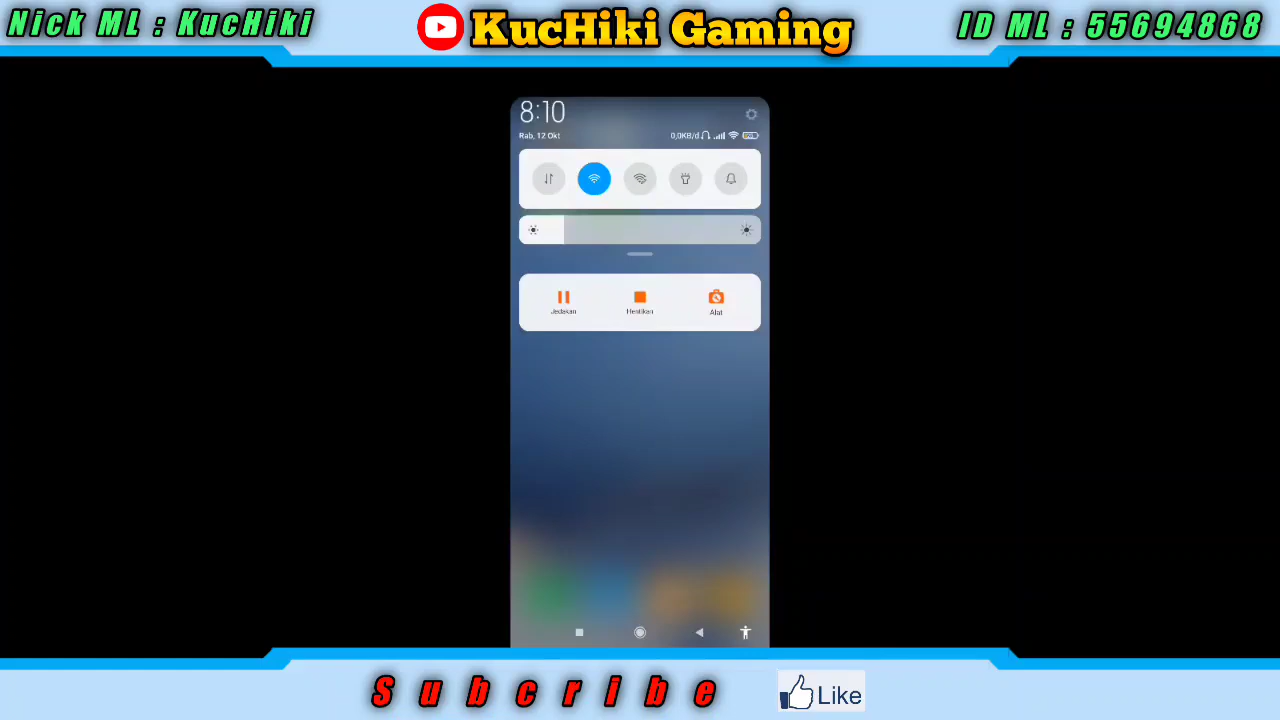 Nick ML : KucHiki
KucHiki Gaming
ID ML : 55694868
8:10
Rab, 12 Okt
0,0KB/d
Jedakan
Hentikan
Alat
Subcribe
Like